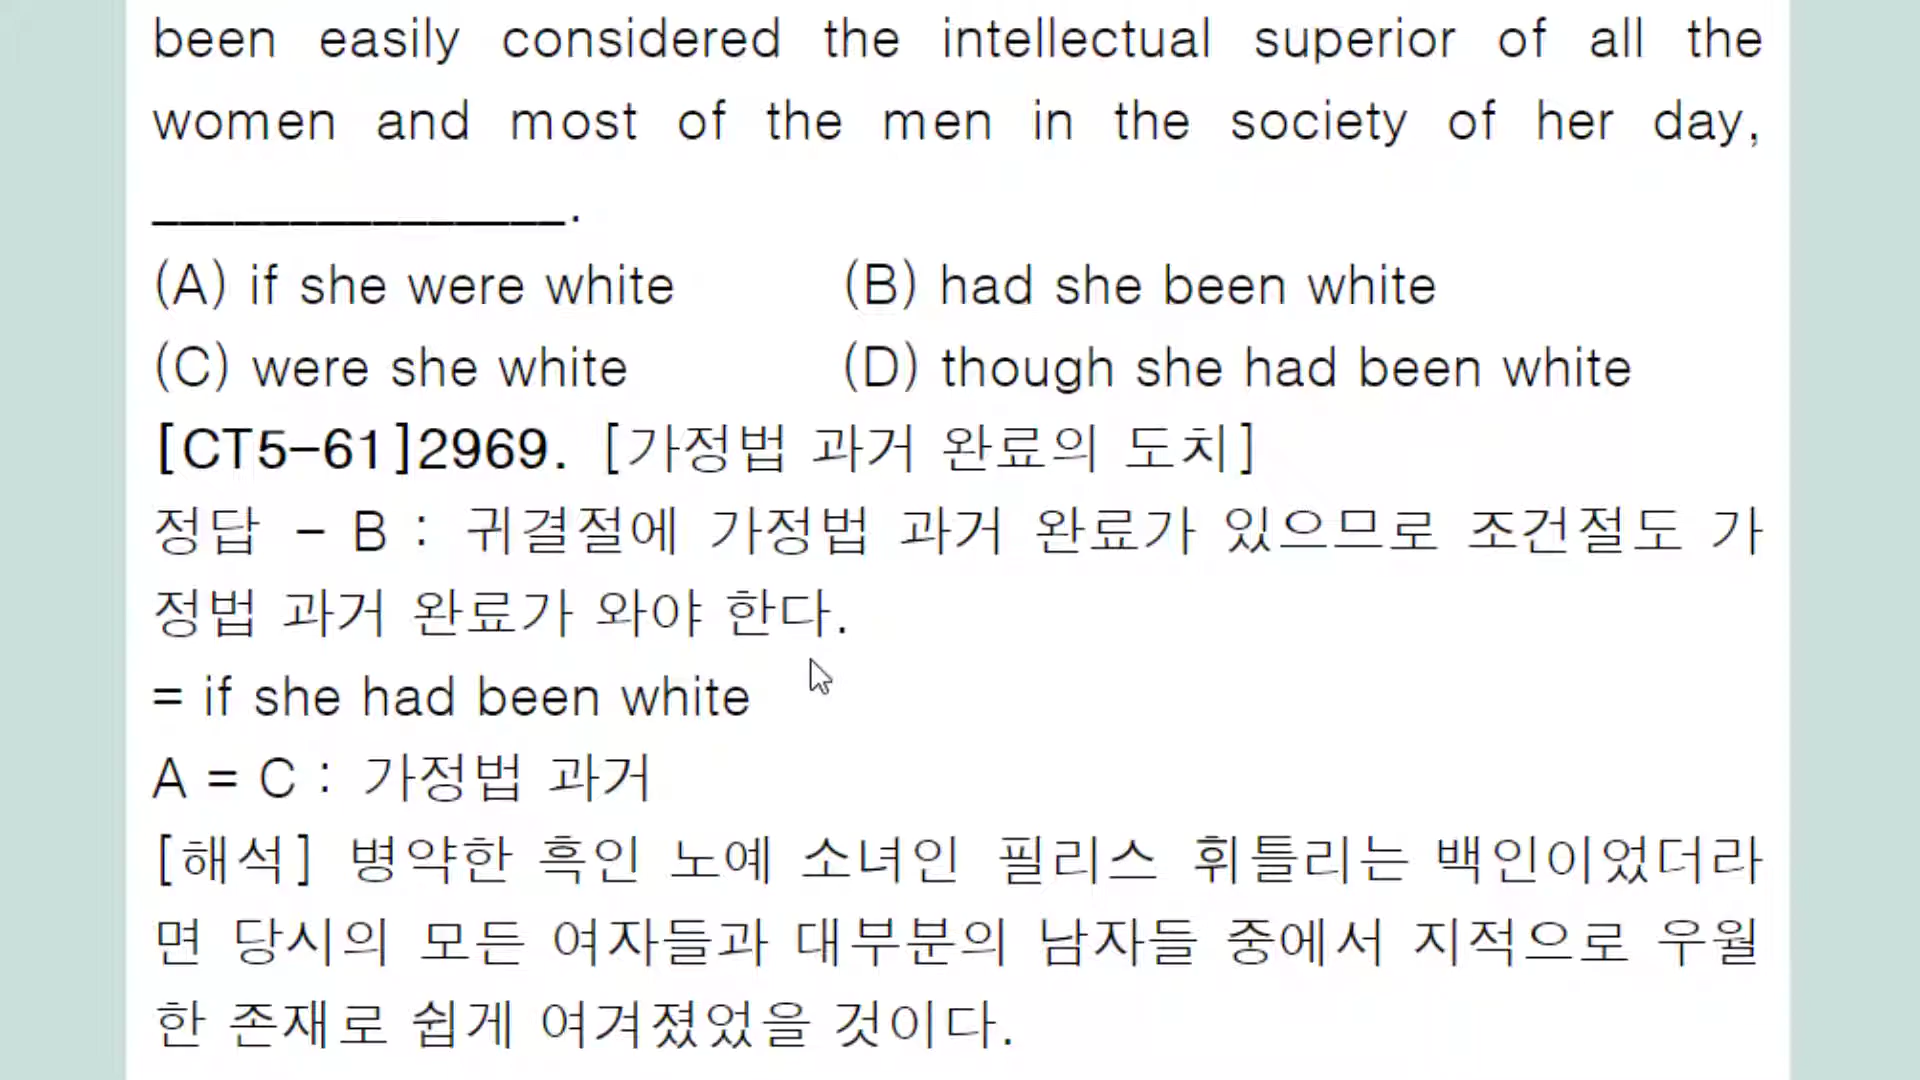 been easily considered the intellectual superior of all the
women and most of the men in the society of her day,
_______________.
(A) if she were white (B) had she been white
(C) were she white (D) though she had been white
[CT5-61]2969. [가정법 과거 완료의 도치]
정답 - B : 귀결절에 가정법 과거 완료가 있으므로 조건절도 가
정법 과거 완료가 와야 한다.
= if she had been white
A = C : 가정법 과거
[해석] 병약한 흑인 노예 소녀인 필리스 휘틀리는 백인이었더라
면 당시의 모든 여자들과 대부분의 남자들 중에서 지적으로 우월
한 존재로 쉽게 여겨졌었을 것이다.